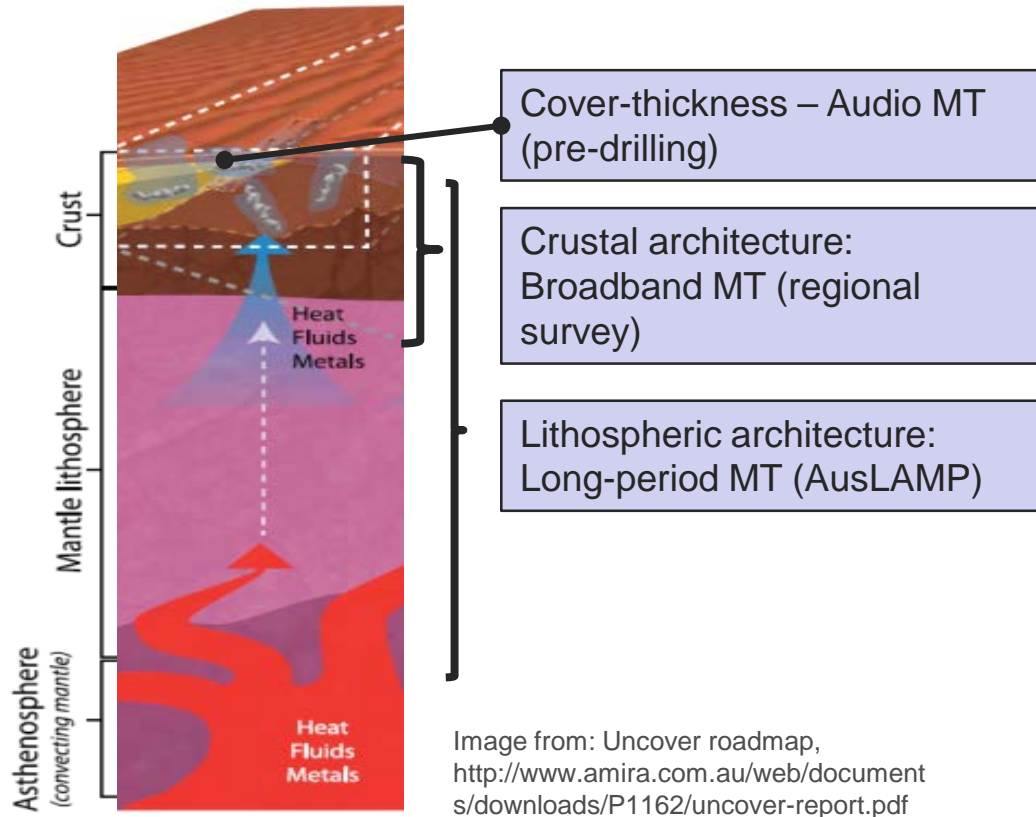 Cover-thickness – Audio MT
(pre-drilling)
Crust
Crustal architecture:
Broadband MT (regional
survey)
Heat
Fluids
Metals
Mantle lithosphere
Lithospheric architecture:
Long-period MT (AusLAMP)
Asthenosphere
(convecting mantle)
Heat
Fluids
Metals
Image from: Uncover roadmap,
http://www.amira.com.au/web/document
s/downloads/P1162/uncover-report.pdf